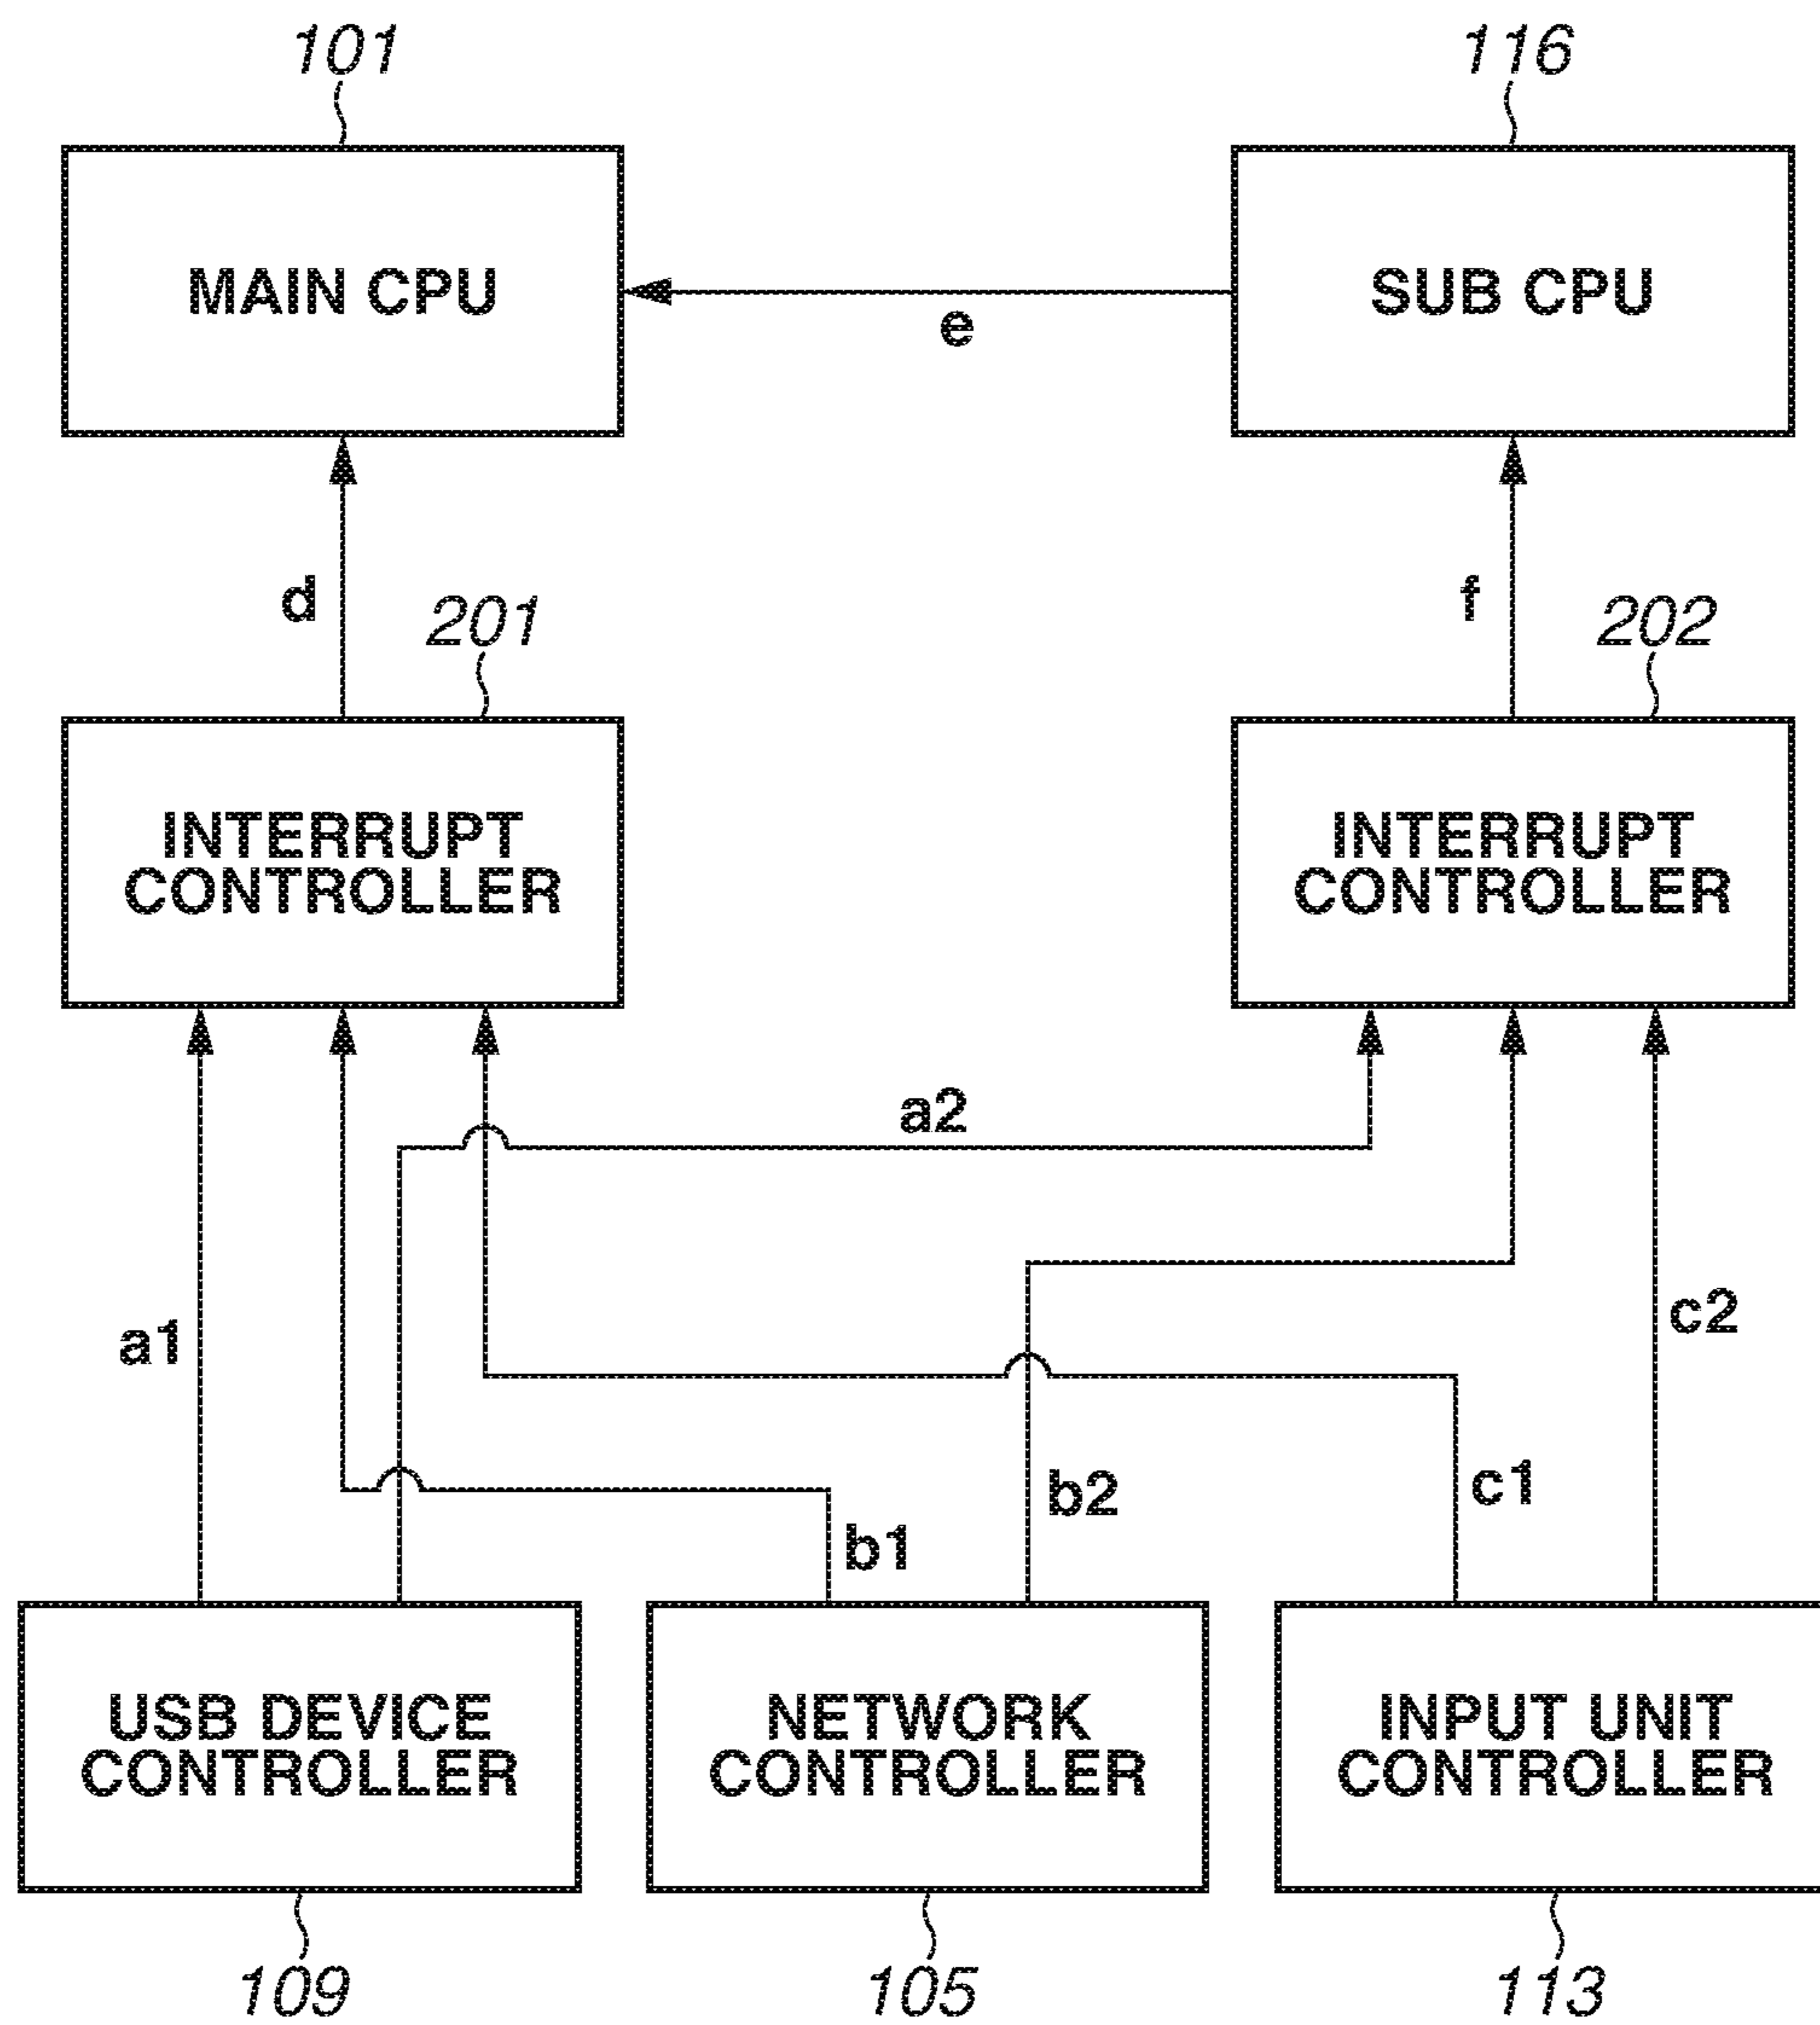 101
116
MAIN CPU
SUB CPU
e
d
201
f
202
INTERRUPT
CONTROLLER
INTERRUPT
CONTROLLER
a2
a1
c2
b2
c1
b1
USB DEVICE
CONTROLLER
NETWORK
CONTROLLER
INPUT UNIT
CONTROLLER
109
105
113